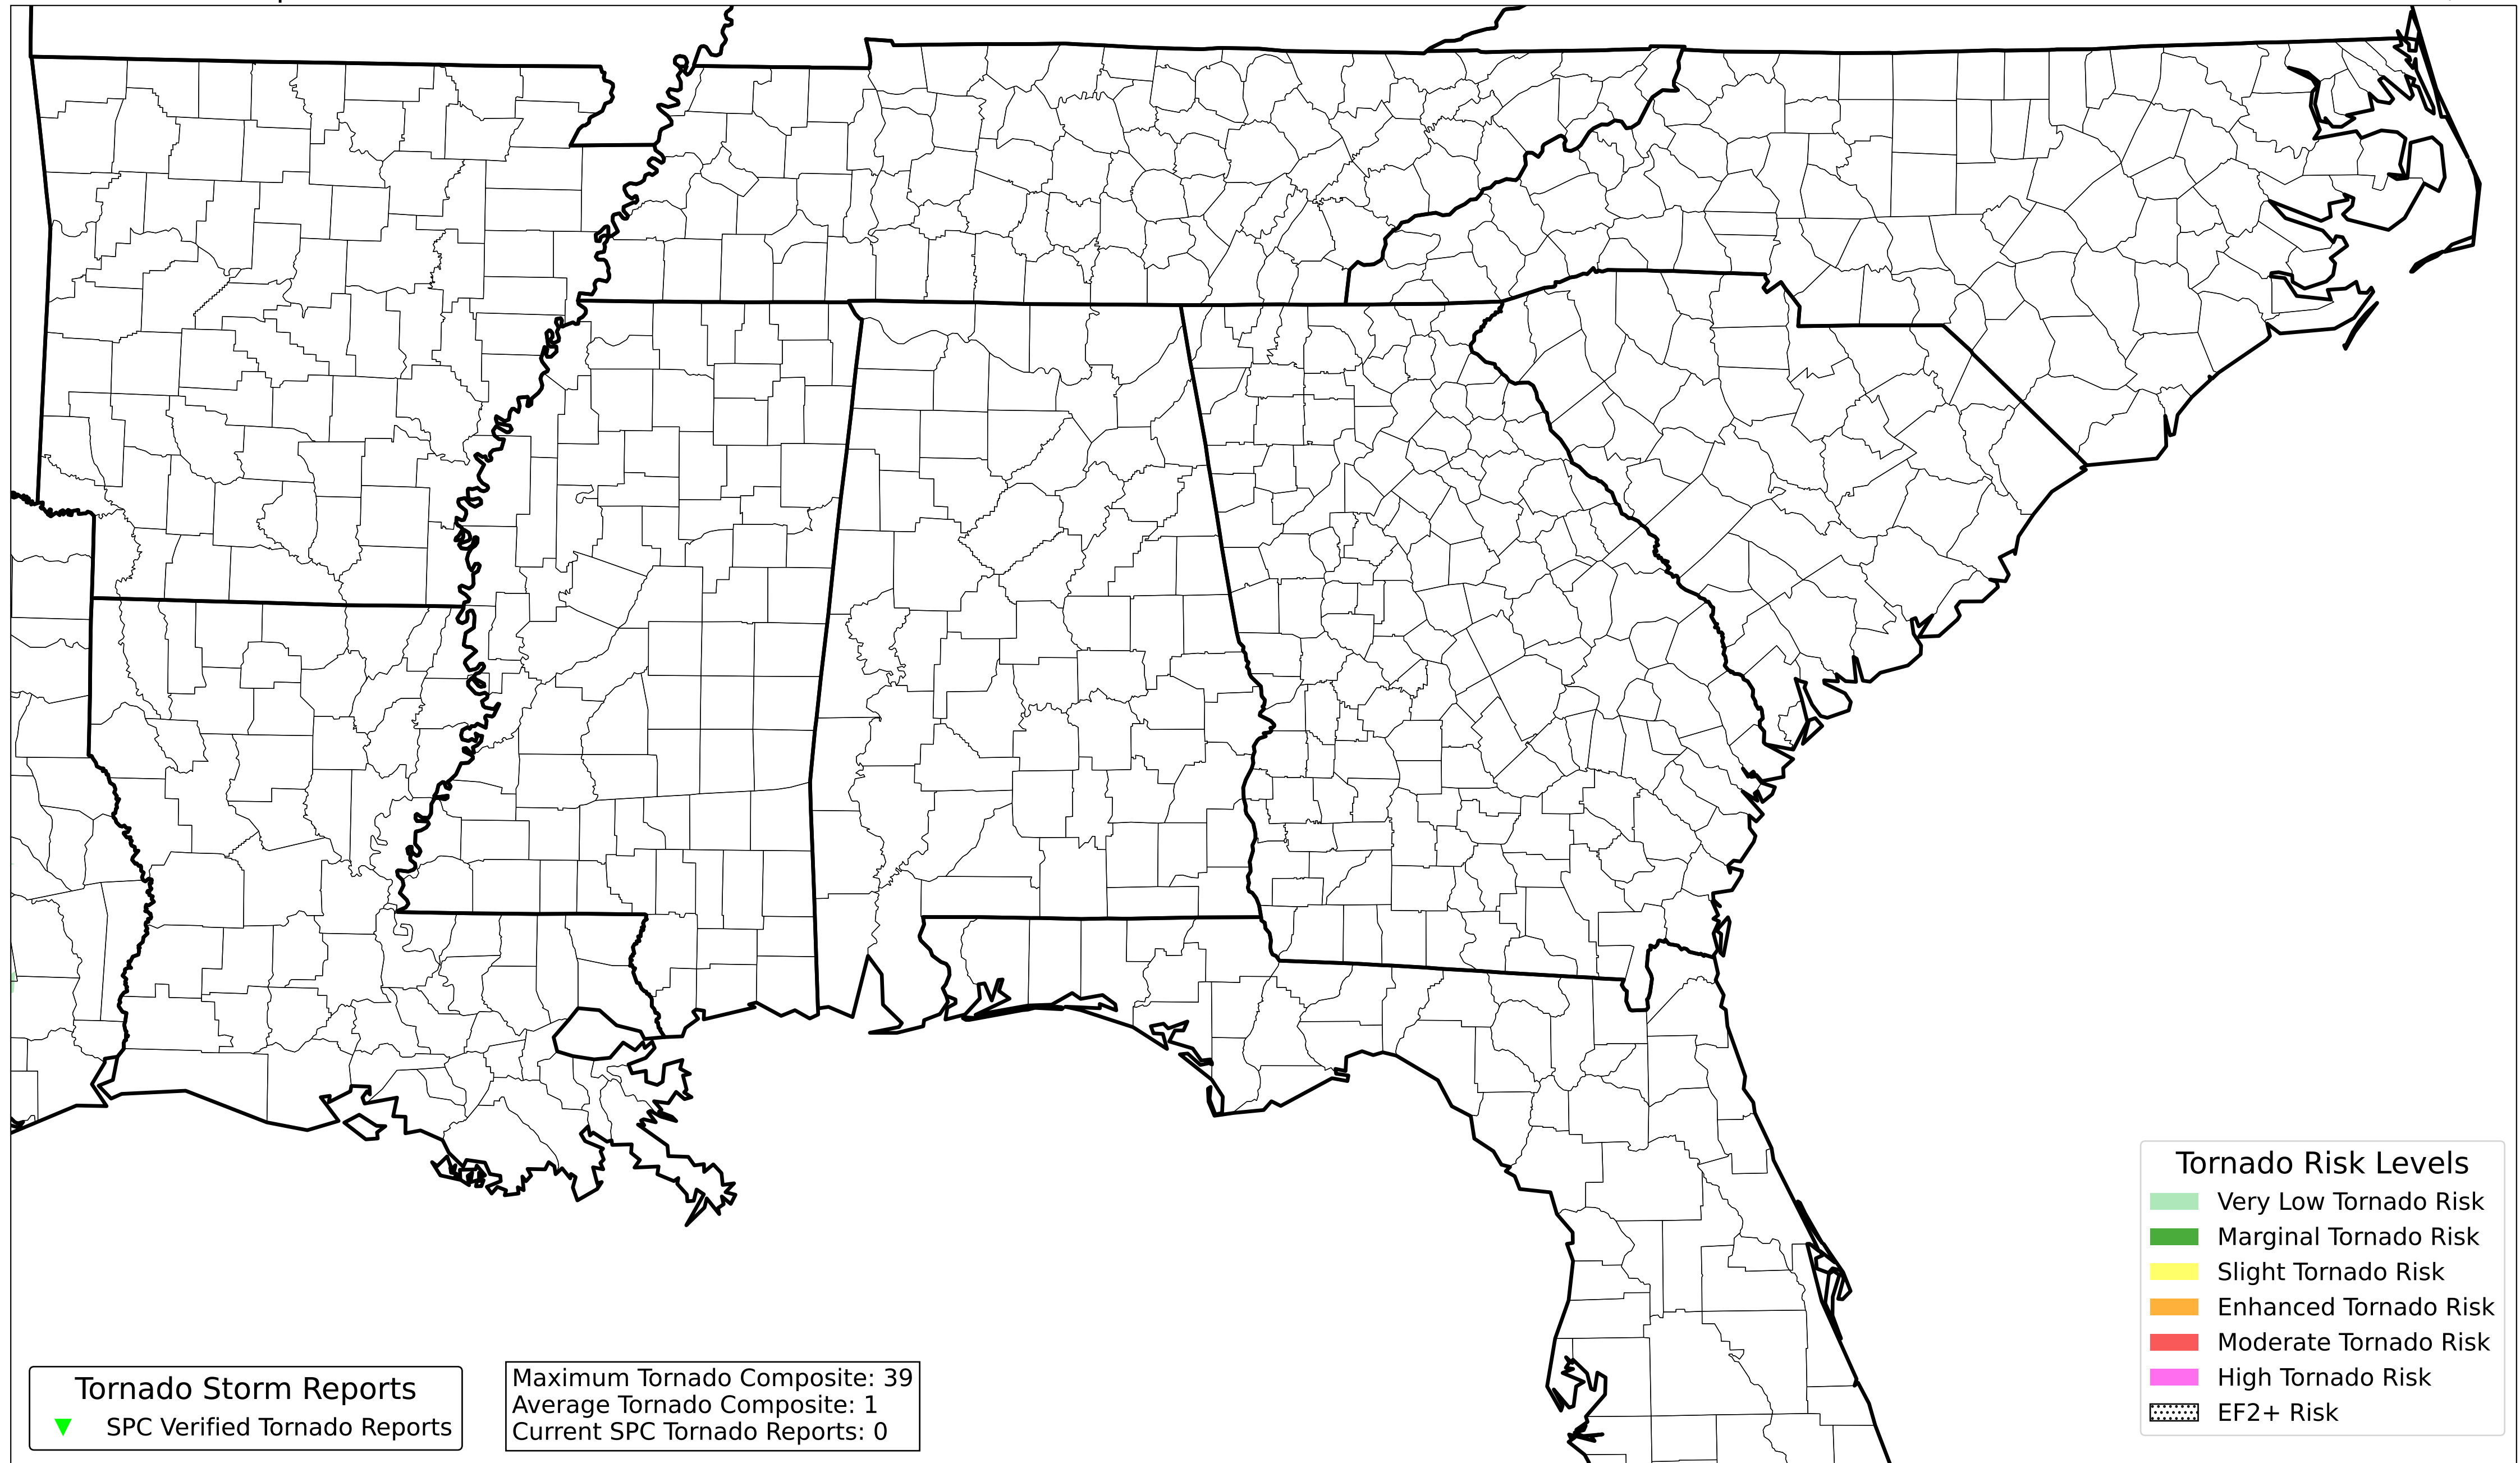 Tornado Risk Levels
Very Low Tornado Risk
Marginal Tornado Risk
Slight Tornado Risk
Enhanced Tornado Risk
Moderate Tornado Risk
High Tornado Risk
EF2+ Risk
Tornado Storm Reports
SPC Verified Tornado Reports
Maximum Tornado Composite: 39
Average Tornado Composite: 1
Current SPC Tornado Reports: 0